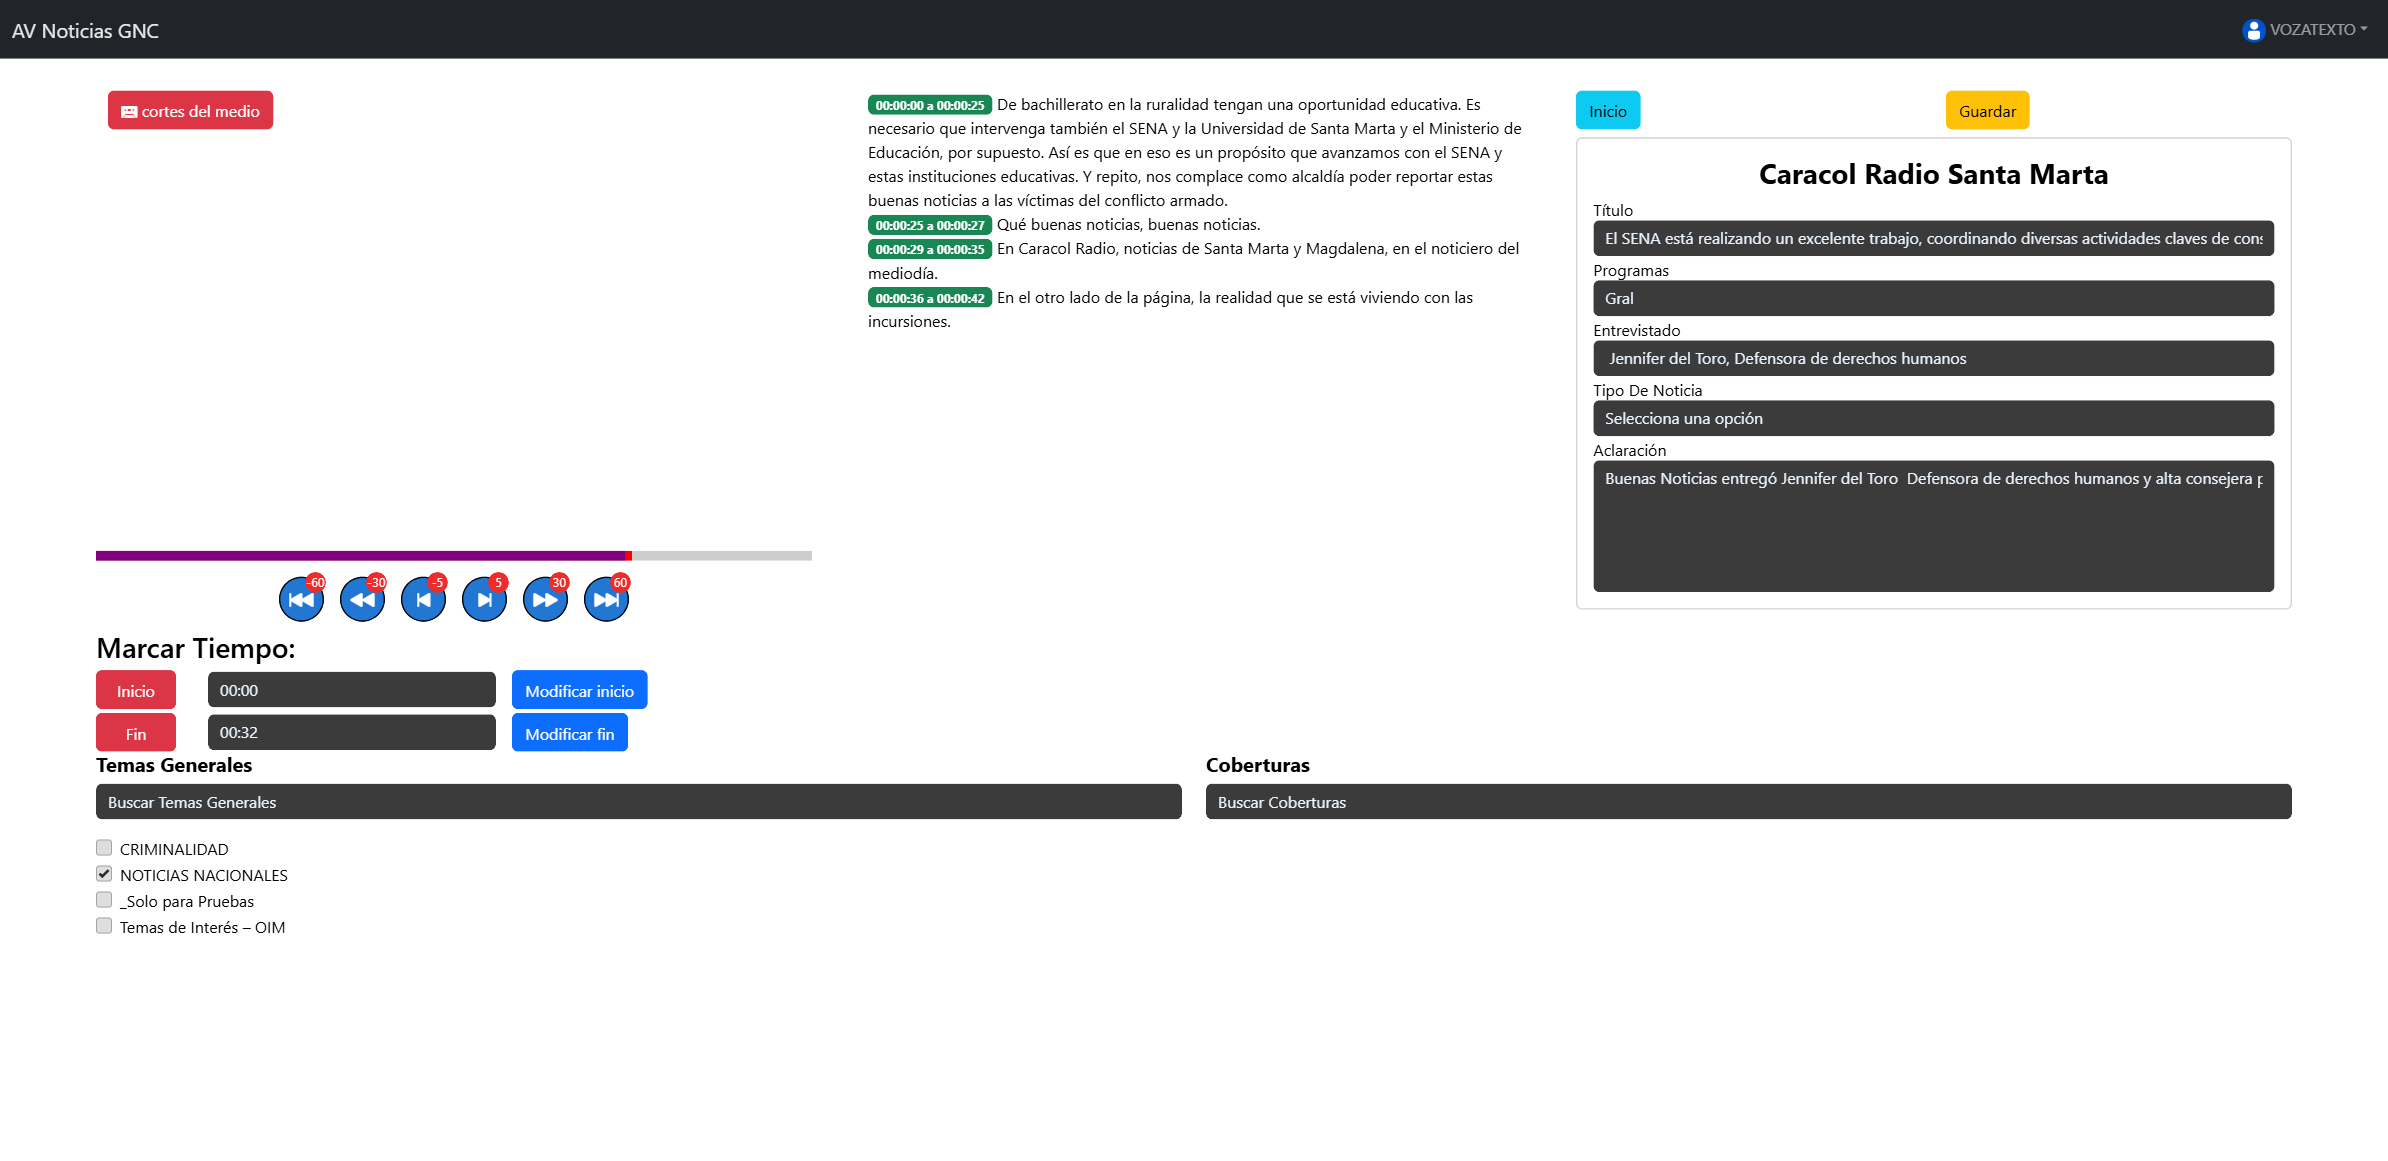 AV Noticias GNC
VOZATEXTO
cortes del medio
00:00:00 a 00:00:25 De bachillerato en la ruralidad tengan una oportunidad educativa. Es
necesario que intervenga también el SENA y la Universidad de Santa Marta y el Ministerio de
Educación, por supuesto. Así es que en eso es un propósito que avanzamos con el SENA y
estas instituciones educativas. Y repito, nos complace como alcaldía poder reportar estas
buenas noticias a las víctimas del conflicto armado.
00:00:25 a 00:00:27 Qué buenas noticias, buenas noticias.
00:00:29 a 00:00:35 En Caracol Radio, noticias de Santa Marta y Magdalena, en el noticiero del
mediodía.
00:00:36 a 00:00:42 En el otro lado de la página, la realidad que se está viviendo con las
incursiones.
Inicio
Guardar
Caracol Radio Santa Marta
Título
El SENA está realizando un excelente trabajo, coordinando diversas actividades claves de cons
Programas
Gral
Entrevistado
Jennifer del Toro, Defensora de derechos humanos
Tipo De Noticia
Selecciona una opción
Aclaración
Buenas Noticias entregó Jennifer del Toro  Defensora de derechos humanos y alta consejera p
-60
-30
-5
5
30
60
Marcar Tiempo:
Inicio
00:00
Modificar inicio
Fin
00:32
Modificar fin
Temas Generales
Buscar Temas Generales
CRIMINALIDAD
NOTICIAS NACIONALES
_Solo para Pruebas
Temas de Interés – OIM
Coberturas
Buscar Coberturas